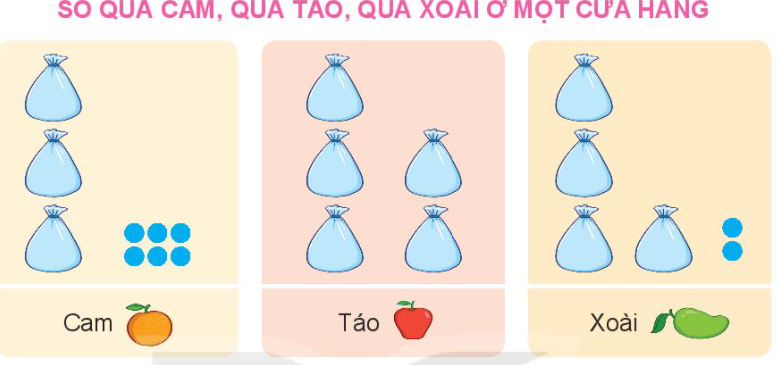 SỐ QUẢ CAM, QUẢ TÁO, QUẢ XOÀI Ở MỘT CỬA HÀNG
Cam
Táo
Xoài